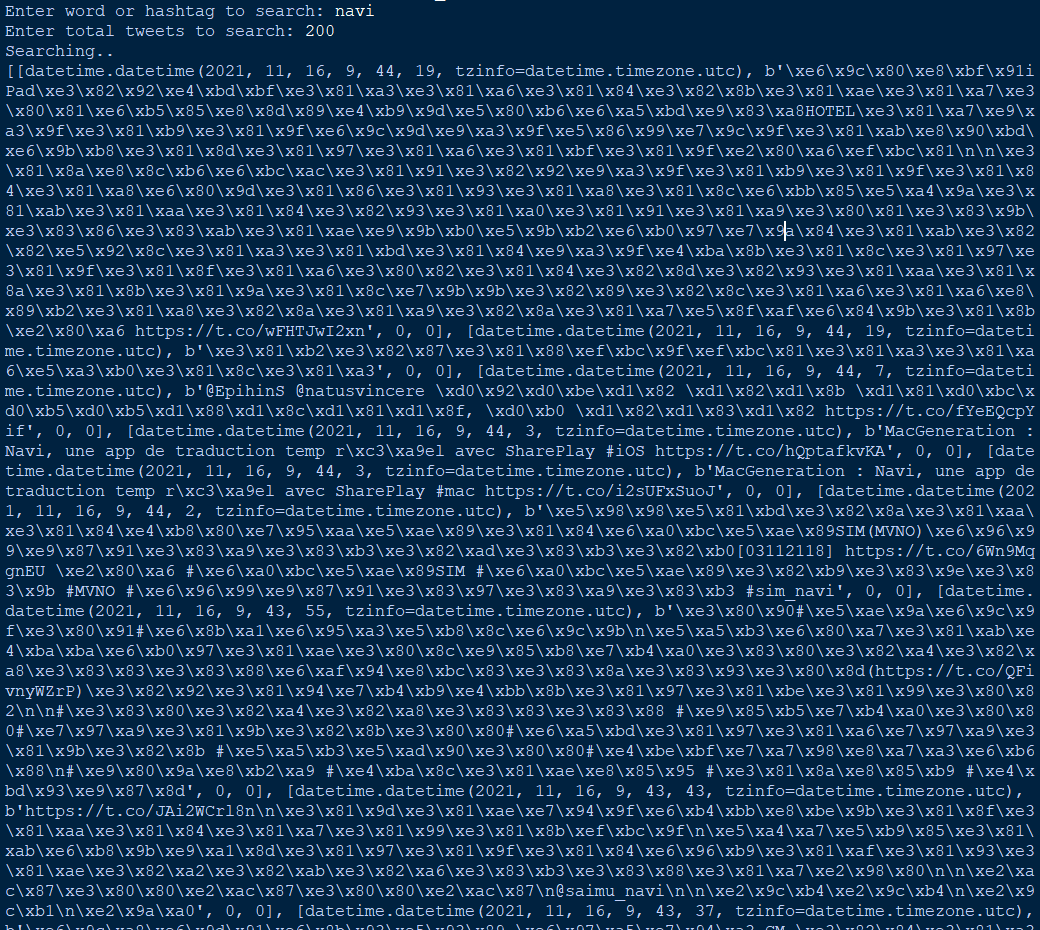 Enter word or hashtag to search: navi
Enter total tweets to search: 200
Searching..
[[datetime.datetime(2021, 11, 16, 9, 44, 19, tzinfo=datetime.timezone.utc), b'\xe6\x9c\x80\xe8\xbf\x91i
Pad\xe3\x82\x92\xe4\xbd\xbf\xe3\x81\xa3\xe3\x81\xa6\xe3\x81\x84\xe3\x82\x8b\xe3\x81\xae\xe3\x81\xa7\xe3
\x80\x81\xe6\xb5\x85\xe8\x8d\x89\xe4\xb9\x9d\xe5\x80\xb6\xe6\xa5\xbd\xe9\x83\xa8HOTEL\xe3\x81\xa7\xe9\x
a3\x9f\xe3\x81\xb9\xe3\x81\x9f\xe6\x9c\x9d\xe9\xa3\x9f\xe5\x86\x99\xe7\x9c\x9f\xe3\x81\xab\xe8\x90\xbd\
xe6\x9b\xb8\xe3\x81\x8d\xe3\x81\x97\xe3\x81\xa6\xe3\x81\xbf\xe3\x81\x9f\xe2\x80\xa6\xef\xbc\x81\n\n\xe3
\x81\x8a\xe8\x8c\xb6\xe6\xbc\xac\xe3\x81\x91\xe3\x82\x92\xe9\xa3\x9f\xe3\x81\xb9\xe3\x81\x9f\xe3\x81\x8
4\xe3\x81\xa8\xe6\x80\x9d\xe3\x81\x86\xe3\x81\x93\xe3\x81\xa8\xe3\x81\x8c\xe6\xbb\x85\xe5\xa4\x9a\xe3\x
81\xab\xe3\x81\xaa\xe3\x81\x84\xe3\x82\x93\xe3\x81\xa0\xe3\x81\x91\xe3\x81\xa9\xe3\x80\x81\xe3\x83\x9b\
xe3\x83\x86\xe3\x83\xab\xe3\x81\xae\xe9\x9b\xb0\xe5\x9b\xb2\xe6\xb0\x97\xe7\x9a\x84\xe3\x81\xab\xe3\x82
\x82\xe5\x92\x8c\xe3\x81\xa3\xe3\x81\xbd\xe3\x81\x84\xe9\xa3\x9f\xe4\xba\x8b\xe3\x81\x8c\xe3\x81\x97\xe
3\x81\x9f\xe3\x81\x8f\xe3\x81\xa6\xe3\x80\x82\xe3\x81\x84\xe3\x82\x8d\xe3\x82\x93\xe3\x81\xaa\xe3\x81\x
8a\xe3\x81\x8b\xe3\x81\x9a\xe3\x81\x8c\xe7\x9b\x9b\xe3\x82\x89\xe3\x82\x8c\xe3\x81\xa6\xe3\x81\xa6\xe8\
x89\xb2\xe3\x81\xa8\xe3\x82\x8a\xe3\x81\xa9\xe3\x82\x8a\xe3\x81\xa7\xe5\x8f\xaf\xe6\x84\x9b\xe3\x81\x8b
\xe2\x80\xa6 https://t.co/wFHTJwI2xn', 0, 0], [datetime.datetime(2021, 11, 16, 9, 44, 19, tzinfo=dateti
me.timezone.utc), b'\xe3\x81\xb2\xe3\x82\x87\xe3\x81\x88\xef\xbc\x9f\xef\xbc\x81\xe3\x81\xa3\xe3\x81\xa
6\xe5\xa3\xb0\xe3\x81\x8c\xe3\x81\xa3', 0, 0], [datetime.datetime(2021, 11, 16, 9, 44, 7, tzinfo=dateti
me.timezone.utc), b'@EpihinS @natusvincere \xd0\x92\xd0\xbe\xd1\x82 \xd1\x82\xd1\x8b \xd1\x81\xd0\xbc\x
d0\xb5\xd0\xb5\xd1\x88\xd1\x8c\xd1\x81\xd1\x8f, \xd0\xb0 \xd1\x82\xd1\x83\xd1\x82 https://t.co/fYeEQcpY
if', 0, 0], [datetime.datetime(2021, 11, 16, 9, 44, 3, tzinfo=datetime.timezone.utc), b'MacGeneration :
Navi, une app de traduction temp r\xc3\xa9el avec SharePlay #iOS https://t.co/hQptafkvKA', 0, 0], [date
time.datetime(2021, 11, 16, 9, 44, 3, tzinfo=datetime.timezone.utc), b'MacGeneration : Navi, une app de
traduction temp r\xc3\xa9el avec SharePlay #mac https://t.co/i2sUFxSuoJ', 0, 0], [datetime.datetime(202
1, 11, 16, 9, 44, 2, tzinfo=datetime.timezone.utc), b'\xe5\x98\x98\xe5\x81\xbd\xe3\x82\x8a\xe3\x81\xaa\
xe3\x81\x84\xe4\xb8\x80\xe7\x95\xaa\xe5\xae\x89\xe3\x81\x84\xe6\xa0\xbc\xe5\xae\x89SIM(MVNO)\xe6\x96\x9
9\xe9\x87\x91\xe3\x83\xa9\xe3\x83\xb3\xe3\x82\xad\xe3\x83\xb3\xe3\x82\xb0[03112118] https://t.co/6Wn9Mq
gnEU \xe2\x80\xa6 #\xe6\xa0\xbc\xe5\xae\x89SIM #\xe6\xa0\xbc\xe5\xae\x89\xe3\x82\xb9\xe3\x83\x9e\xe3\x8
3\x9b #MVNO #\xe6\x96\x99\xe9\x87\x91\xe3\x83\x97\xe3\x83\xa9\xe3\x83\xb3 #sim_navi', 0, 0], [datetime.
datetime(2021, 11, 16, 9, 43, 55, tzinfo=datetime.timezone.utc), b'\xe3\x80\x90#\xe5\xae\x9a\xe6\x9c\x9
f\xe3\x80\x91#\xe6\x8b\xa1\xe6\x95\xa3\xe5\xb8\x8c\xe6\x9c\x9b\n\xe5\xa5\xb3\xe6\x80\xa7\xe3\x81\xab\xe
4\xba\xba\xe6\xb0\x97\xe3\x81\xae\xe3\x80\x8c\xe9\x85\xb8\xe7\xb4\xa0\xe3\x83\x80\xe3\x82\xa4\xe3\x82\x
a8\xe3\x83\x83\xe3\x83\x88\xe6\xaf\x94\xe8\xbc\x83\xe3\x83\x8a\xe3\x83\x93\xe3\x80\x8d(https://t.co/QFi
vnyWZrP)\xe3\x82\x92\xe3\x81\x94\xe7\xb4\xb9\xe4\xbb\x8b\xe3\x81\x97\xe3\x81\xbe\xe3\x81\x99\xe3\x80\x8
2\n\n#\xe3\x83\x80\xe3\x82\xa4\xe3\x82\xa8\xe3\x83\x83\xe3\x83\x88 #\xe9\x85\xb5\xe7\xb4\xa0\xe3\x80\x8
0#\xe7\x97\xa9\xe3\x81\x9b\xe3\x82\x8b\xe3\x80\x80#\xe6\xa5\xbd\xe3\x81\x97\xe3\x81\xa6\xe7\x97\xa9\xe3
\x81\x9b\xe3\x82\x8b #\xe5\xa5\xb3\xe5\xad\x90\xe3\x80\x80#\xe4\xbe\xbf\xe7\xa7\x98\xe8\xa7\xa3\xe6\xb6
\x88\n#\xe9\x80\x9a\xe8\xb2\xa9 #\xe4\xba\x8c\xe3\x81\xae\xe8\x85\x95 #\xe3\x81\x8a\xe8\x85\xb9 #\xe4\x
bd\x93\xe9\x87\x8d', 0, 0], [datetime.datetime(2021, 11, 16, 9, 43, 43, tzinfo=datetime.timezone.utc),
b'https://t.co/JAi2WCrl8n\n\xe3\x81\x9d\xe3\x81\xae\xe7\x94\x9f\xe6\xb4\xbb\xe8\xbe\x9b\xe3\x81\x8f\xe3
\x81\xaa\xe3\x81\x84\xe3\x81\xa7\xe3\x81\x99\xe3\x81\x8b\xef\xbc\x9f\n\xe5\xa4\xa7\xe5\xb9\x85\xe3\x81\
xab\xe6\xb8\x9b\xe9\xa1\x8d\xe3\x81\x97\xe3\x81\x9f\xe3\x81\x84\xe6\x96\xb9\xe3\x81\xaf\xe3\x81\x93\xe3
\x81\xae\xe3\x82\xa2\xe3\x82\xab\xe3\x82\xa6\xe3\x83\xb3\xe3\x83\x88\xe3\x81\xa7\xe2\x98\x80\n\n\xe2\xa
c\x87\xe3\x80\x80\xe2\xac\x87\xe3\x80\x80\xe2\xac\x87\n@saimu_navi\n\n\xe2\x9c\xb4\xe2\x9c\xb4\n\xe2\x9
c\xb1\n\xe2\x9a\xa0', 0, 0], [datetime.datetime(2021, 11, 16, 9, 43, 37, tzinfo=datetime.timezone.utc),